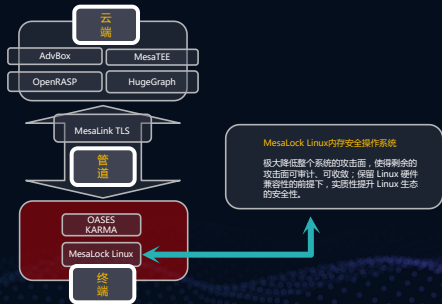 云
端
AdvBox
MesaTEE
OpenRASP
HugeGraph
MesaLink TLS
管
道
OASES
KARMA
MesaLock Linux
终
端
MesaLock Linux内存安全操作系统
极大降低整个系统的攻击面，使得剩余的
攻击面可审计、可收敛；保留 Linux 硬件
兼容性的前提下，实质性提升 Linux 生态
的安全性。